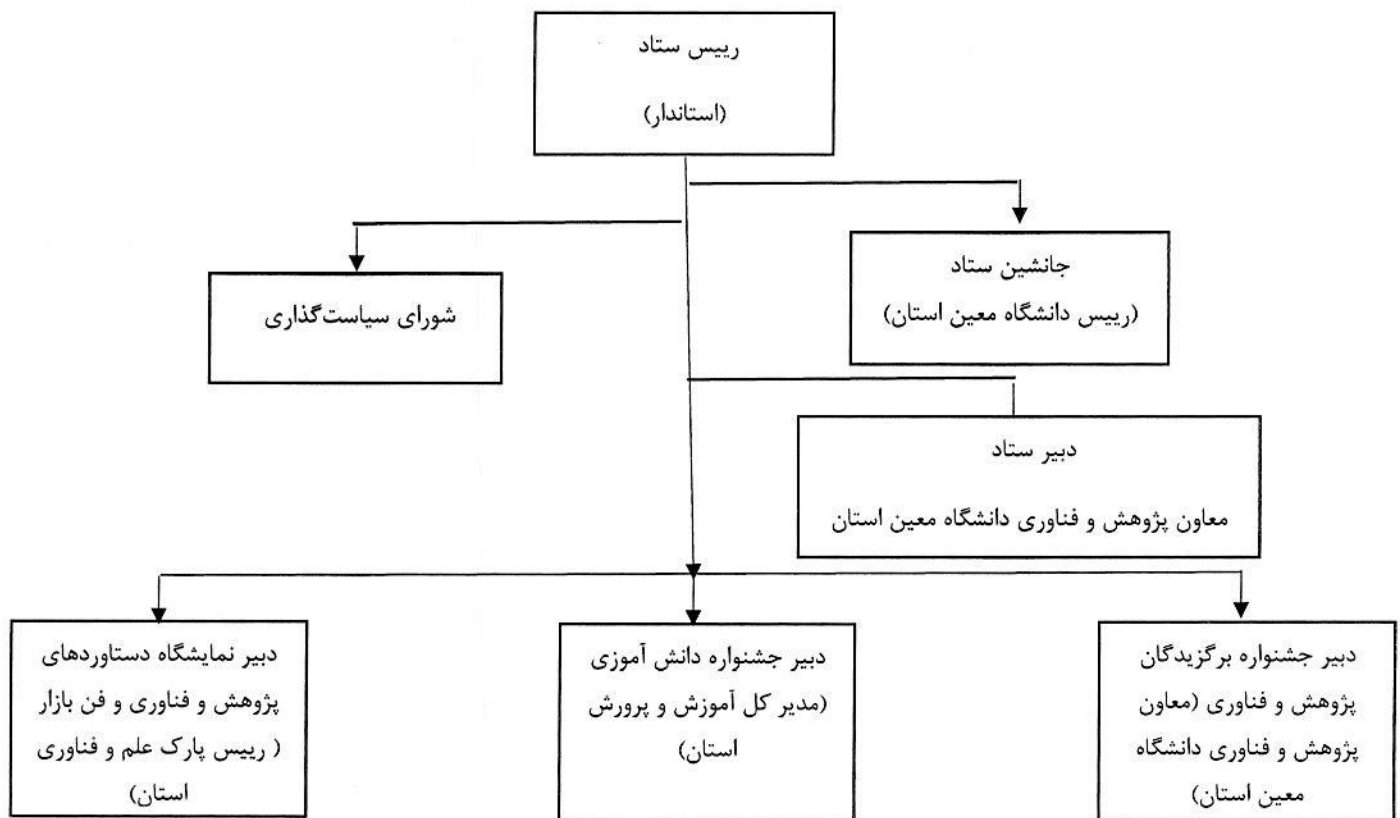 رییس ستاد
(استاندار)
جانشین ستاد
(رییس دانشگاه معین استان)
شورای سیاست‌گذاری
دبیر ستاد
معاون پژوهش و فناوری دانشگاه معین استان
دبیر جشنواره برگزیدگان
پژوهش و فناوری (معاون
پژوهش و فناوری دانشگاه
معین استان)
دبیر جشنواره دانش آموزی
(مدیر کل آموزش و پرورش
استان)
دبیر نمایشگاه دستاوردهای
پژوهش و فناوری و فن بازار
( رییس پارک علم و فناوری
استان)